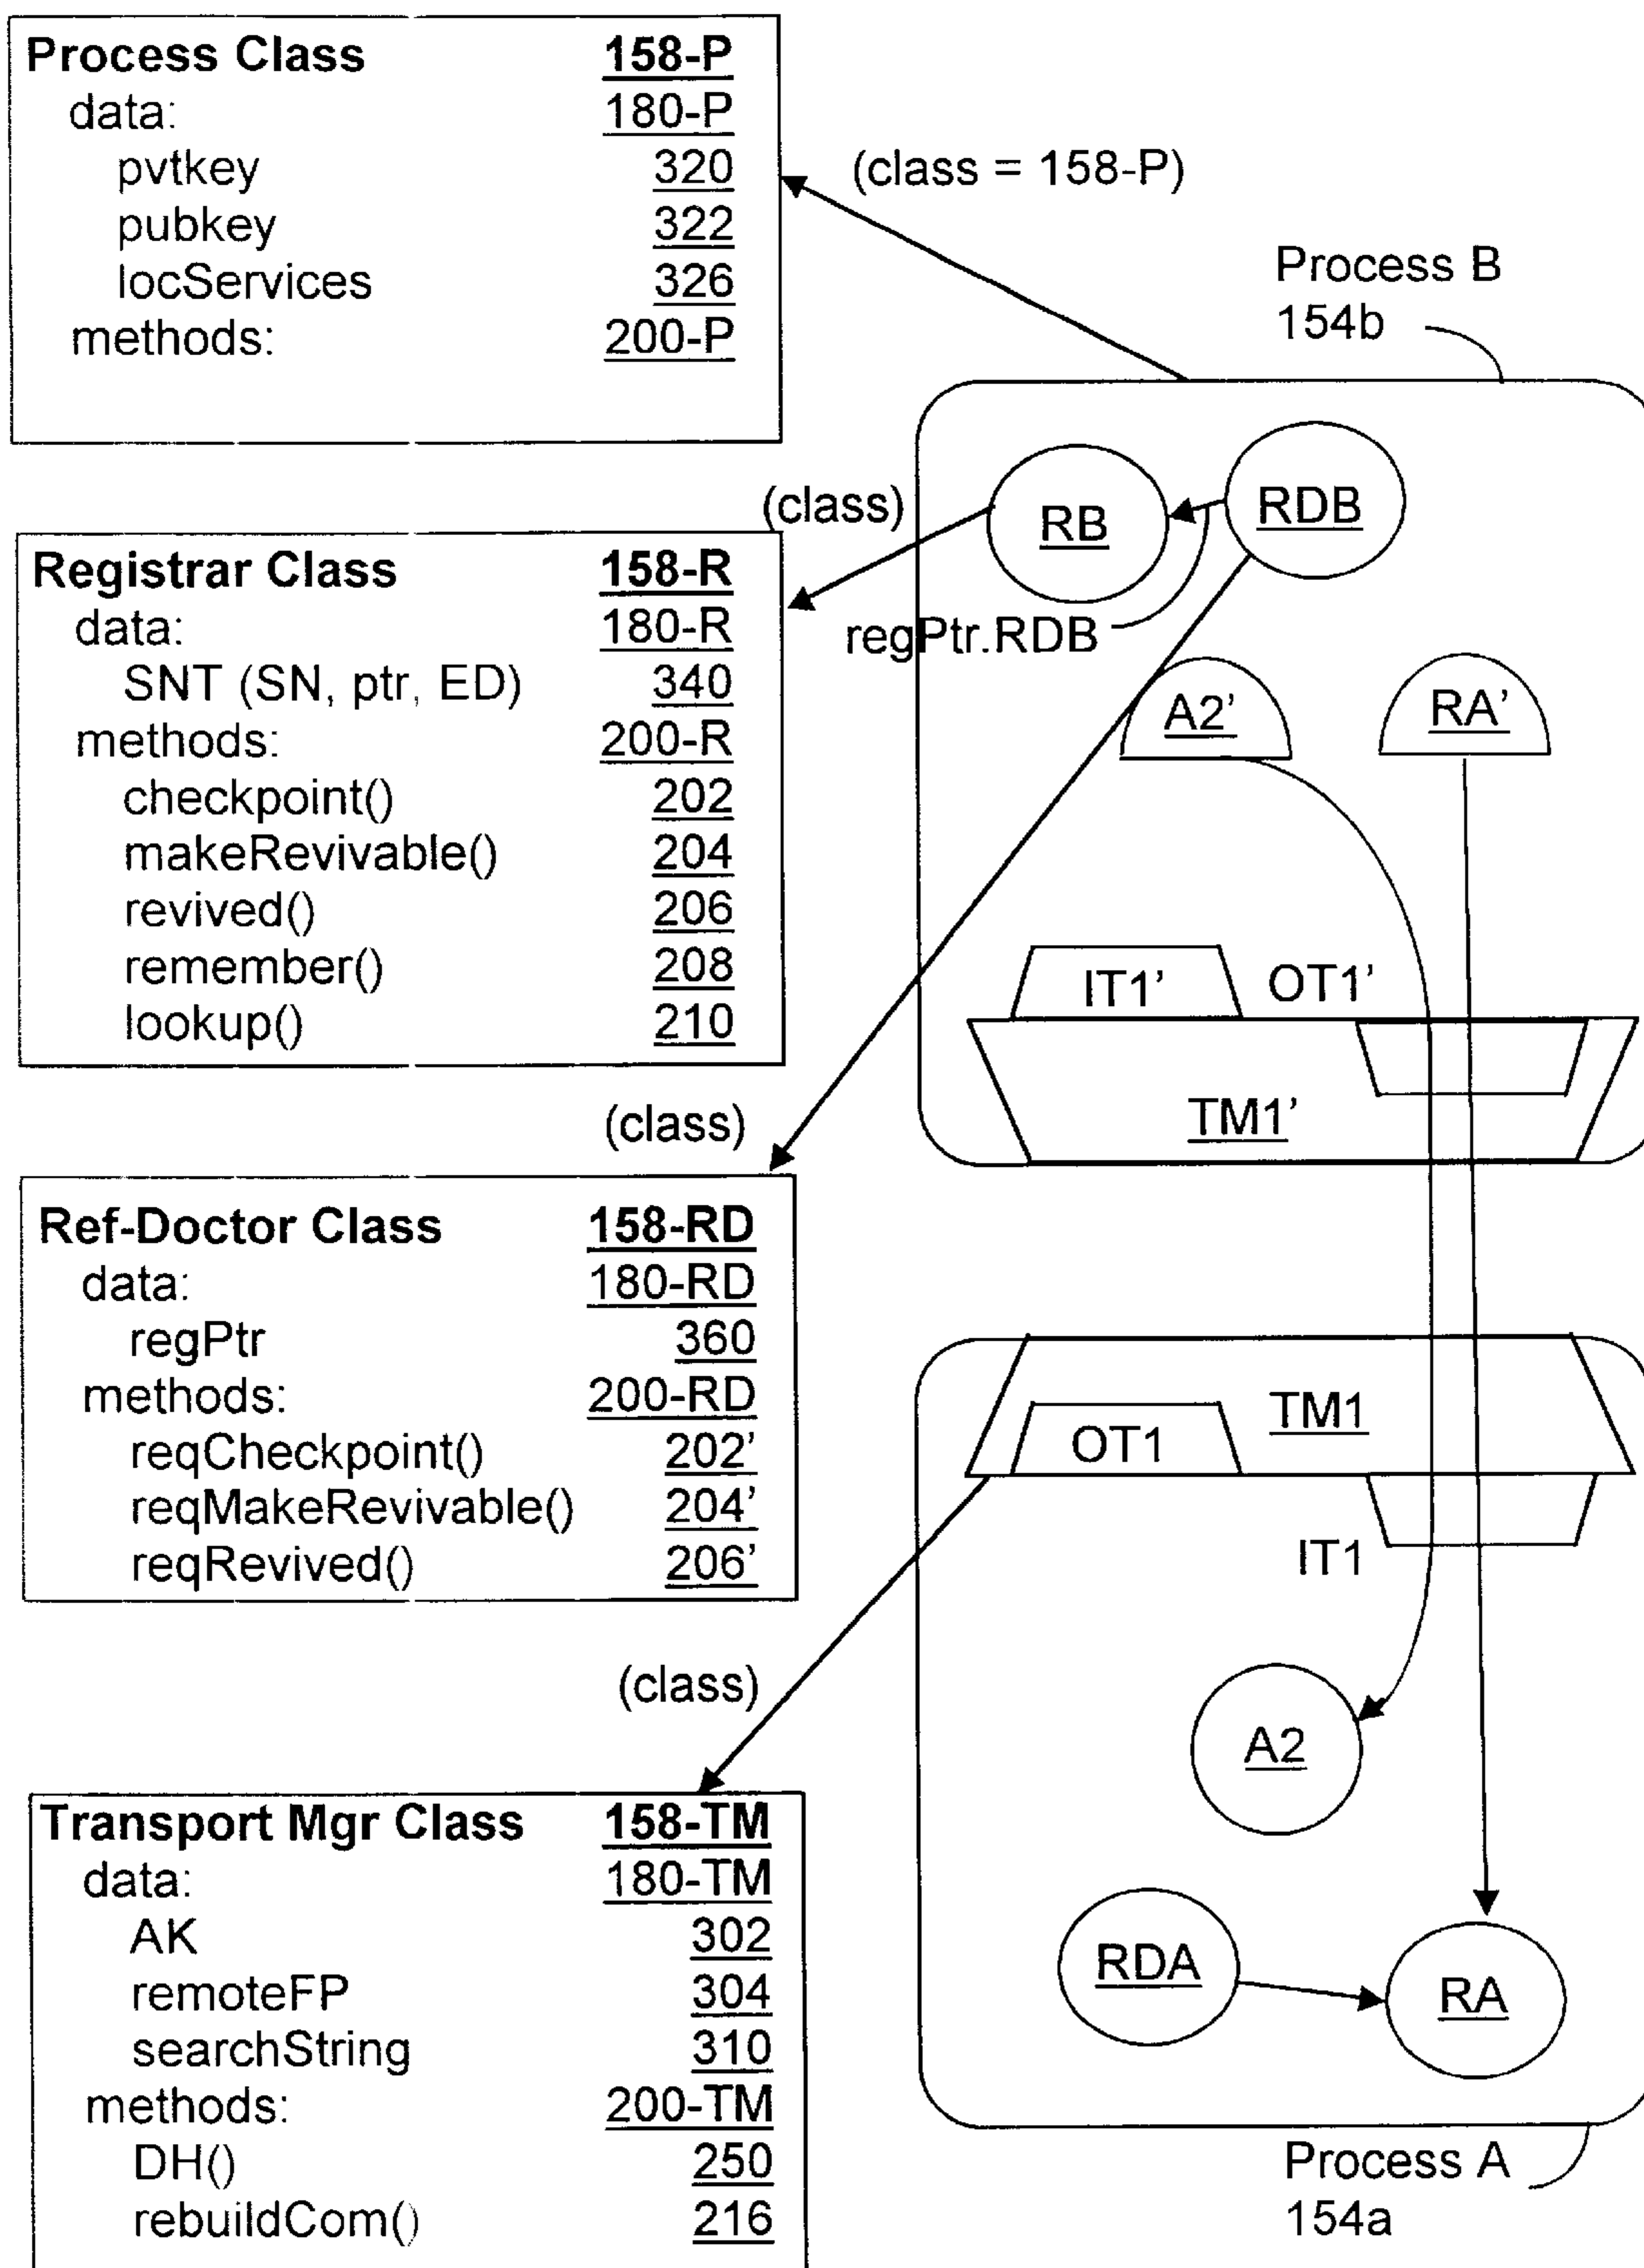 Process Class 158-P
data: 180-P
pvtkey 320
pubkey 322
locServices 326
methods: 200-P
(class = 158-P)
Process B
154b
(class)
RB
RDB
regPtr.RDB
Registrar Class 158-R
data: 180-R
SNT (SN, ptr, ED) 340
methods: 200-R
checkpoint() 202
makeRevivable() 204
revived() 206
remember() 208
lookup() 210
A2’
RA’
IT1’
OT1’
TM1’
(class)
Ref-Doctor Class 158-RD
data: 180-RD
regPtr 360
methods: 200-RD
reqCheckpoint() 202’
reqMakeRevivable() 204’
reqRevived() 206’
TM1
OT1
IT1
(class)
A2
RDA
RA
Transport Mgr Class 158-TM
data: 180-TM
AK 302
remoteFP 304
searchString 310
methods: 200-TM
DH() 250
rebuildCom() 216
Process A
154a